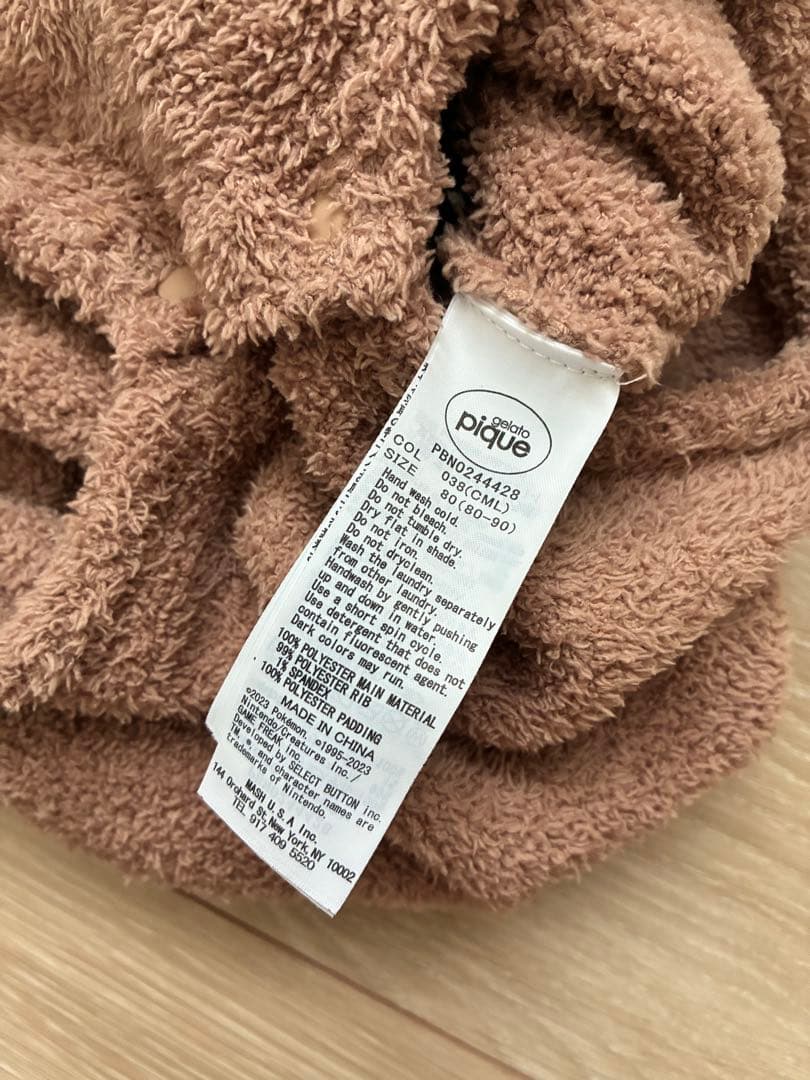 gelato
pique
PBN0244428
COL 038(CML)
SIZE 80(80-90)
Hand wash cold.
Do not bleach.
Do not tumble dry.
Dry flat in shade.
Do not iron.
Do not dryclean.
Wash the laundry separately
from other laundry.
Handwash by gently pushing
up and down in water.
Use a short spin cycle.
Use detergent that does not
contain fluorescent agent.
Dark colors may run.
100% POLYESTER MAIN MATERIAL
99% POLYESTER RIB
1% SPANDEX
100% POLYESTER PADDING
MADE IN CHINA
©2023 Pokémon. ©1995-2023
Nintendo/Creatures Inc./
GAME FREAK inc.
Developed by SELECT BUTTON inc.
TM, ®, and character names are
trademarks of Nintendo.
MASH U.S.A Inc.
144 Orchard St, New York, NY 10002
TEL 917 409 5520